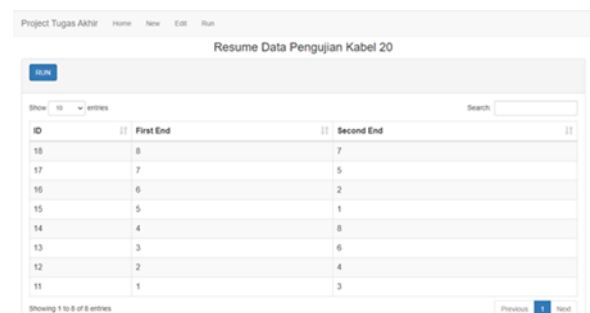 Project Tugas Akhir Home New Edit Run
Resume Data Pengujian Kabel 20
RUN
Show 10 entries Search:
ID First End Second End
18 8 7
17 7 5
16 6 2
15 5 1
14 4 8
13 3 6
12 2 4
11 1 3
Showing 1 to 8 of 8 entries Previous 1 Next